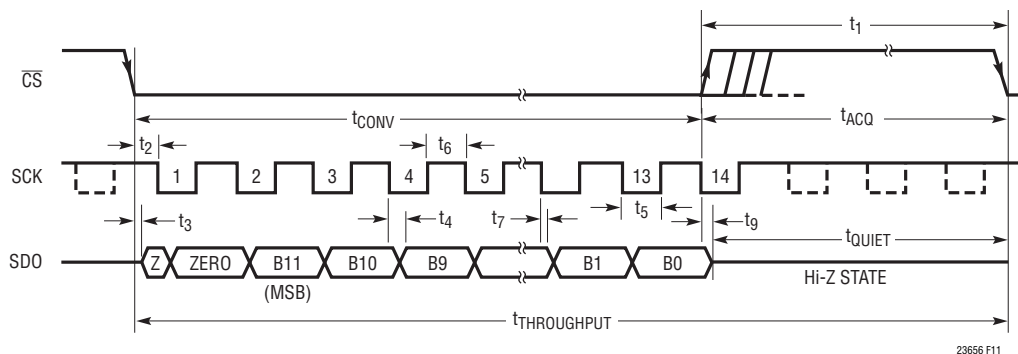 t1
CS
tCONV
tACQ
t2
t6
SCK
1
2
3
4
5
13
14
t3
t4
t7
t5
t9
tQUIET
SDO
Z
ZERO
B11
B10
B9
B1
B0
(MSB)
Hi-Z STATE
tTHROUGHPUT
23656 F11